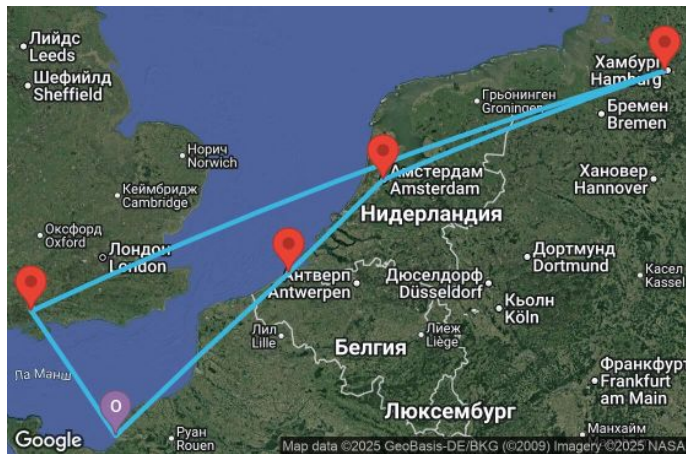 Лийдс
Leeds
Шефийлд
Sheffield
Хамбург
Hamburg
Грьонинген
Groningen
Бремен
Bremen
Норич
Norwich
Амстердам
Amsterdam
Хановер
Hannover
Кеймбридж
Cambridge
Нидерландия
Оксфорд
Oxford
Лондон
London
Дортмунд
Dortmund
Антверп
Antwerpen
Дюселдорф
Düsseldorf
Касел
Kassel
Кьолн
Köln
Лил
Lille
Лиеж
Liège
Белгия
Ла Манш
Франкфурт
Frankfurt
am Main
O
Люксембург
Руан
Rouen
Манхайм
Google
Map data ©2025 GeoBasis-DE/BKG (©2009) Imagery ©2025 NASA